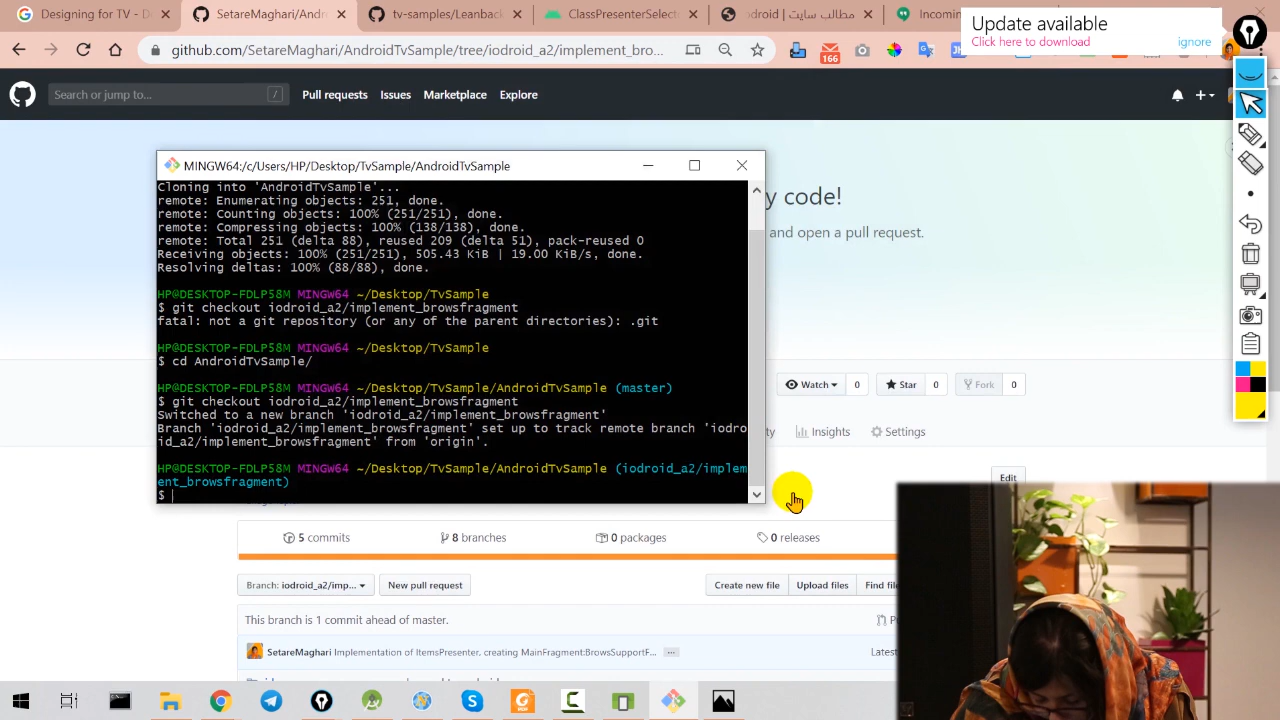 Designing for TV - D
SetareMaghari/Andro
tv-samples/Leanback
ClassPresenterSelect
odroid | مطالب سایت
Incomin
github.com/SetareMaghari/AndroidTvSample/tree/iodroid_a2/implement_bro...
166
Update available
Click here to download
ignore
Search or jump to...
/
Pull requests
Issues
Marketplace
Explore
MINGW64:/c/Users/HP/Desktop/TvSample/AndroidTvSample
Cloning into 'AndroidTvSample'...
remote: Enumerating objects: 251, done.
remote: Counting objects: 100% (251/251), done.
remote: Compressing objects: 100% (138/138), done.
remote: Total 251 (delta 88), reused 209 (delta 51), pack-reused 0
Receiving objects: 100% (251/251), 505.43 KiB | 19.00 KiB/s, done.
Resolving deltas: 100% (88/88), done.
HP@DESKTOP-FDLP58M MINGW64 ~/Desktop/TvSample
$ git checkout iodroid_a2/implement_browsfragment
fatal: not a git repository (or any of the parent directories): .git
HP@DESKTOP-FDLP58M MINGW64 ~/Desktop/TvSample
$ cd AndroidTvSample/
HP@DESKTOP-FDLP58M MINGW64 ~/Desktop/TvSample/AndroidTvSample (master)
$ git checkout iodroid_a2/implement_browsfragment
Switched to a new branch 'iodroid_a2/implement_browsfragment'
Branch 'iodroid_a2/implement_browsfragment' set up to track remote branch 'iodro
id_a2/implement_browsfragment' from 'origin'.
HP@DESKTOP-FDLP58M MINGW64 ~/Desktop/TvSample/AndroidTvSample (iodroid_a2/implem
ent_browsfragment)
$
y code!
and open a pull request.
Watch 0
Star 0
Fork 0
ty
Insights
Settings
Edit
5 commits
8 branches
0 packages
0 releases
Branch: iodroid_a2/imp...
New pull request
Create new file
Upload files
Find file
This branch is 1 commit ahead of master.
SetareMaghari Implementation of ItemsPresenter, creating MainFragment:BrowsSupportF...
Lates